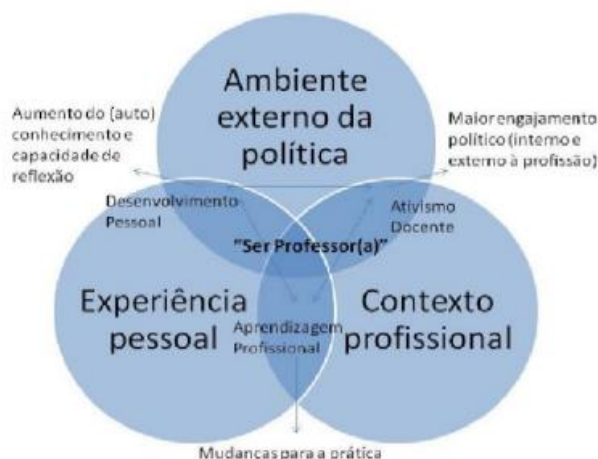 Ambiente
externo da
política
Aumento do (auto)
conhecimento e
capacidade de
reflexão
Maior engajamento
político (interno e
externo à profissão)
Desenvolvimento
Pessoal
Ativismo
Docente
"Ser Professor(a)"
Experiência
pessoal
Aprendizagem
Profissional
Contexto
profissional
Mudanças para a prática